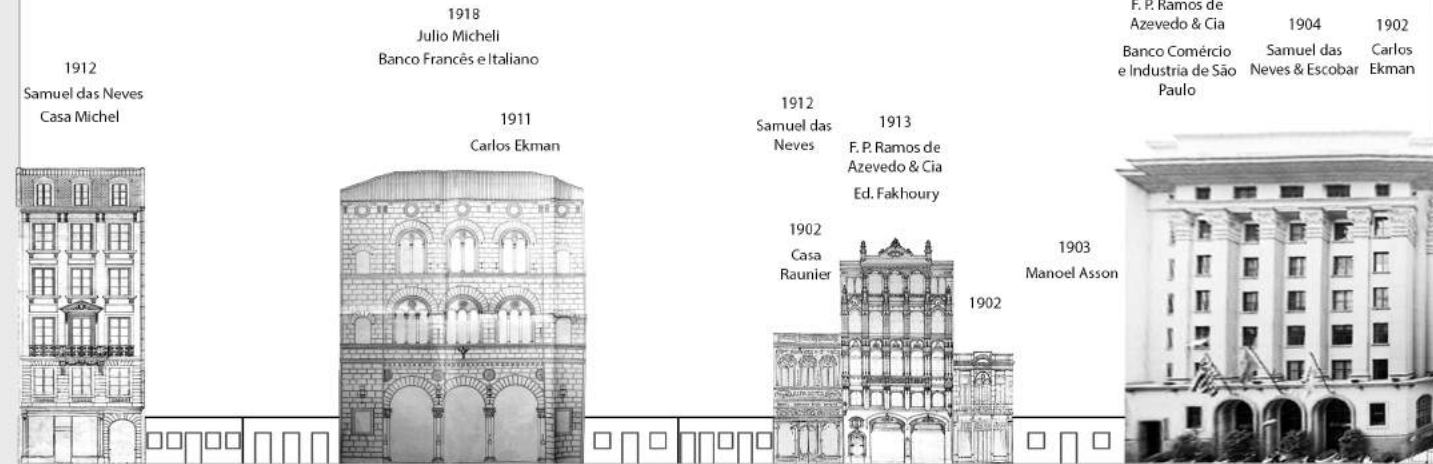 1912
Samuel das Neves
Casa Michel
1918
Julio Micheli
Banco Francês e Italiano
1911
Carlos Ekman
1912
Samuel das
Neves
1902
Casa
Raunier
1913
F. P. Ramos de
Azevedo & Cia
Ed. Fakhoury
1902
1903
Manoel Asson
F. P. Ramos de
Azevedo & Cia
Banco Comércio
e Industria de São
Paulo
1904
Samuel das
Neves & Escobar
1902
Carlos
Ekman